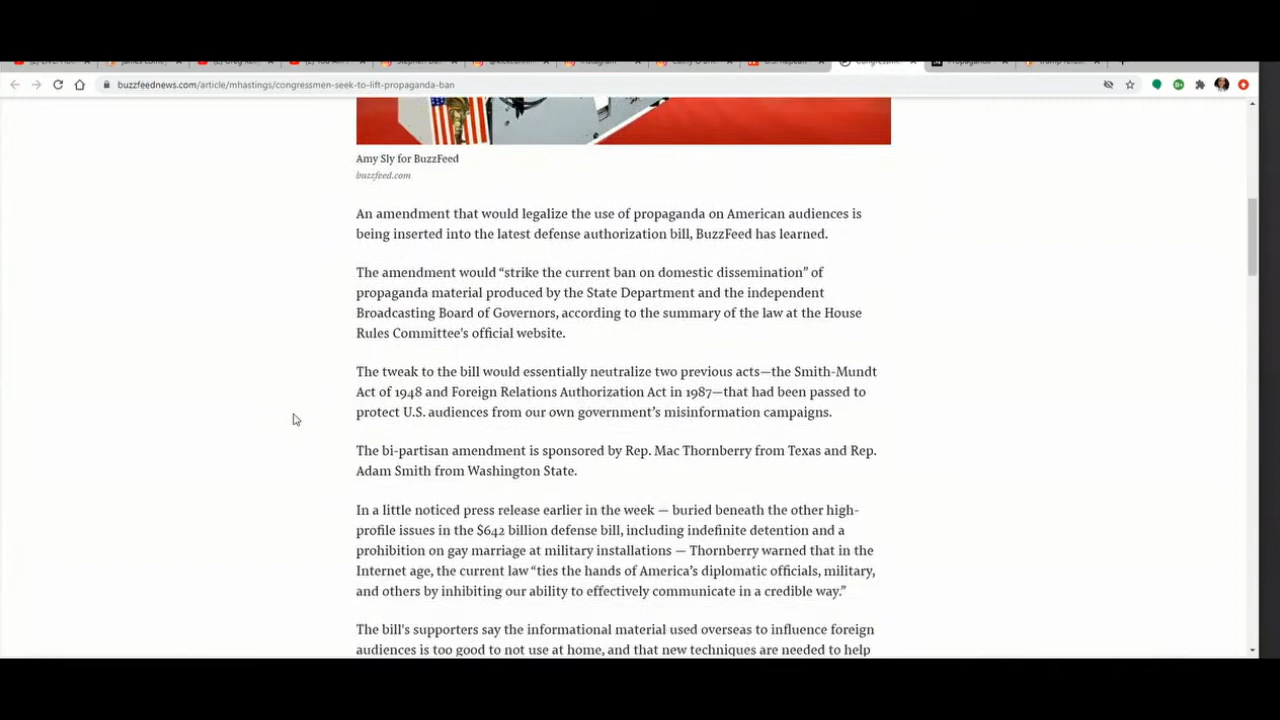 buzzfeednews.com/article/mhastings/congressmen-seek-to-lift-propaganda-ban
Amy Sly for BuzzFeed
buzzfeed.com
An amendment that would legalize the use of propaganda on American audiences is
being inserted into the latest defense authorization bill, BuzzFeed has learned.
The amendment would “strike the current ban on domestic dissemination” of
propaganda material produced by the State Department and the independent
Broadcasting Board of Governors, according to the summary of the law at the House
Rules Committee's official website.
The tweak to the bill would essentially neutralize two previous acts—the Smith-Mundt
Act of 1948 and Foreign Relations Authorization Act in 1987—that had been passed to
protect U.S. audiences from our own government’s misinformation campaigns.
The bi-partisan amendment is sponsored by Rep. Mac Thornberry from Texas and Rep.
Adam Smith from Washington State.
In a little noticed press release earlier in the week — buried beneath the other high-
profile issues in the $642 billion defense bill, including indefinite detention and a
prohibition on gay marriage at military installations — Thornberry warned that in the
Internet age, the current law “ties the hands of America’s diplomatic officials, military,
and others by inhibiting our ability to effectively communicate in a credible way.”
The bill's supporters say the informational material used overseas to influence foreign
audiences is too good to not use at home, and that new techniques are needed to help